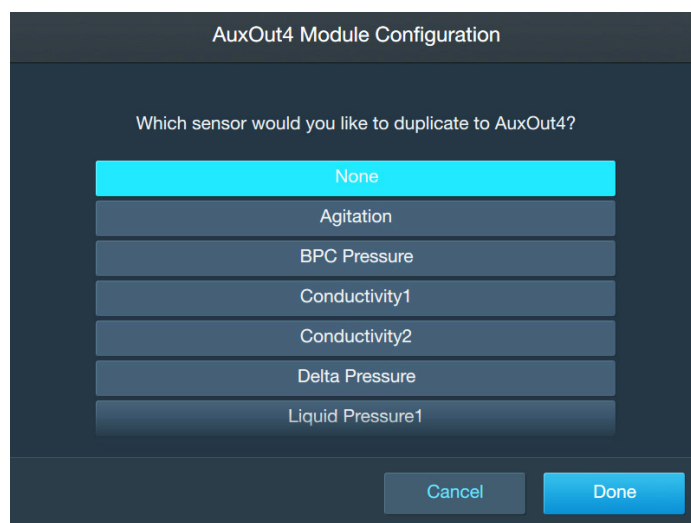 AuxOut4 Module Configuration
Which sensor would you like to duplicate to AuxOut4?
None
Agitation
BPC Pressure
Conductivity1
Conductivity2
Delta Pressure
Liquid Pressure1
Cancel
Done